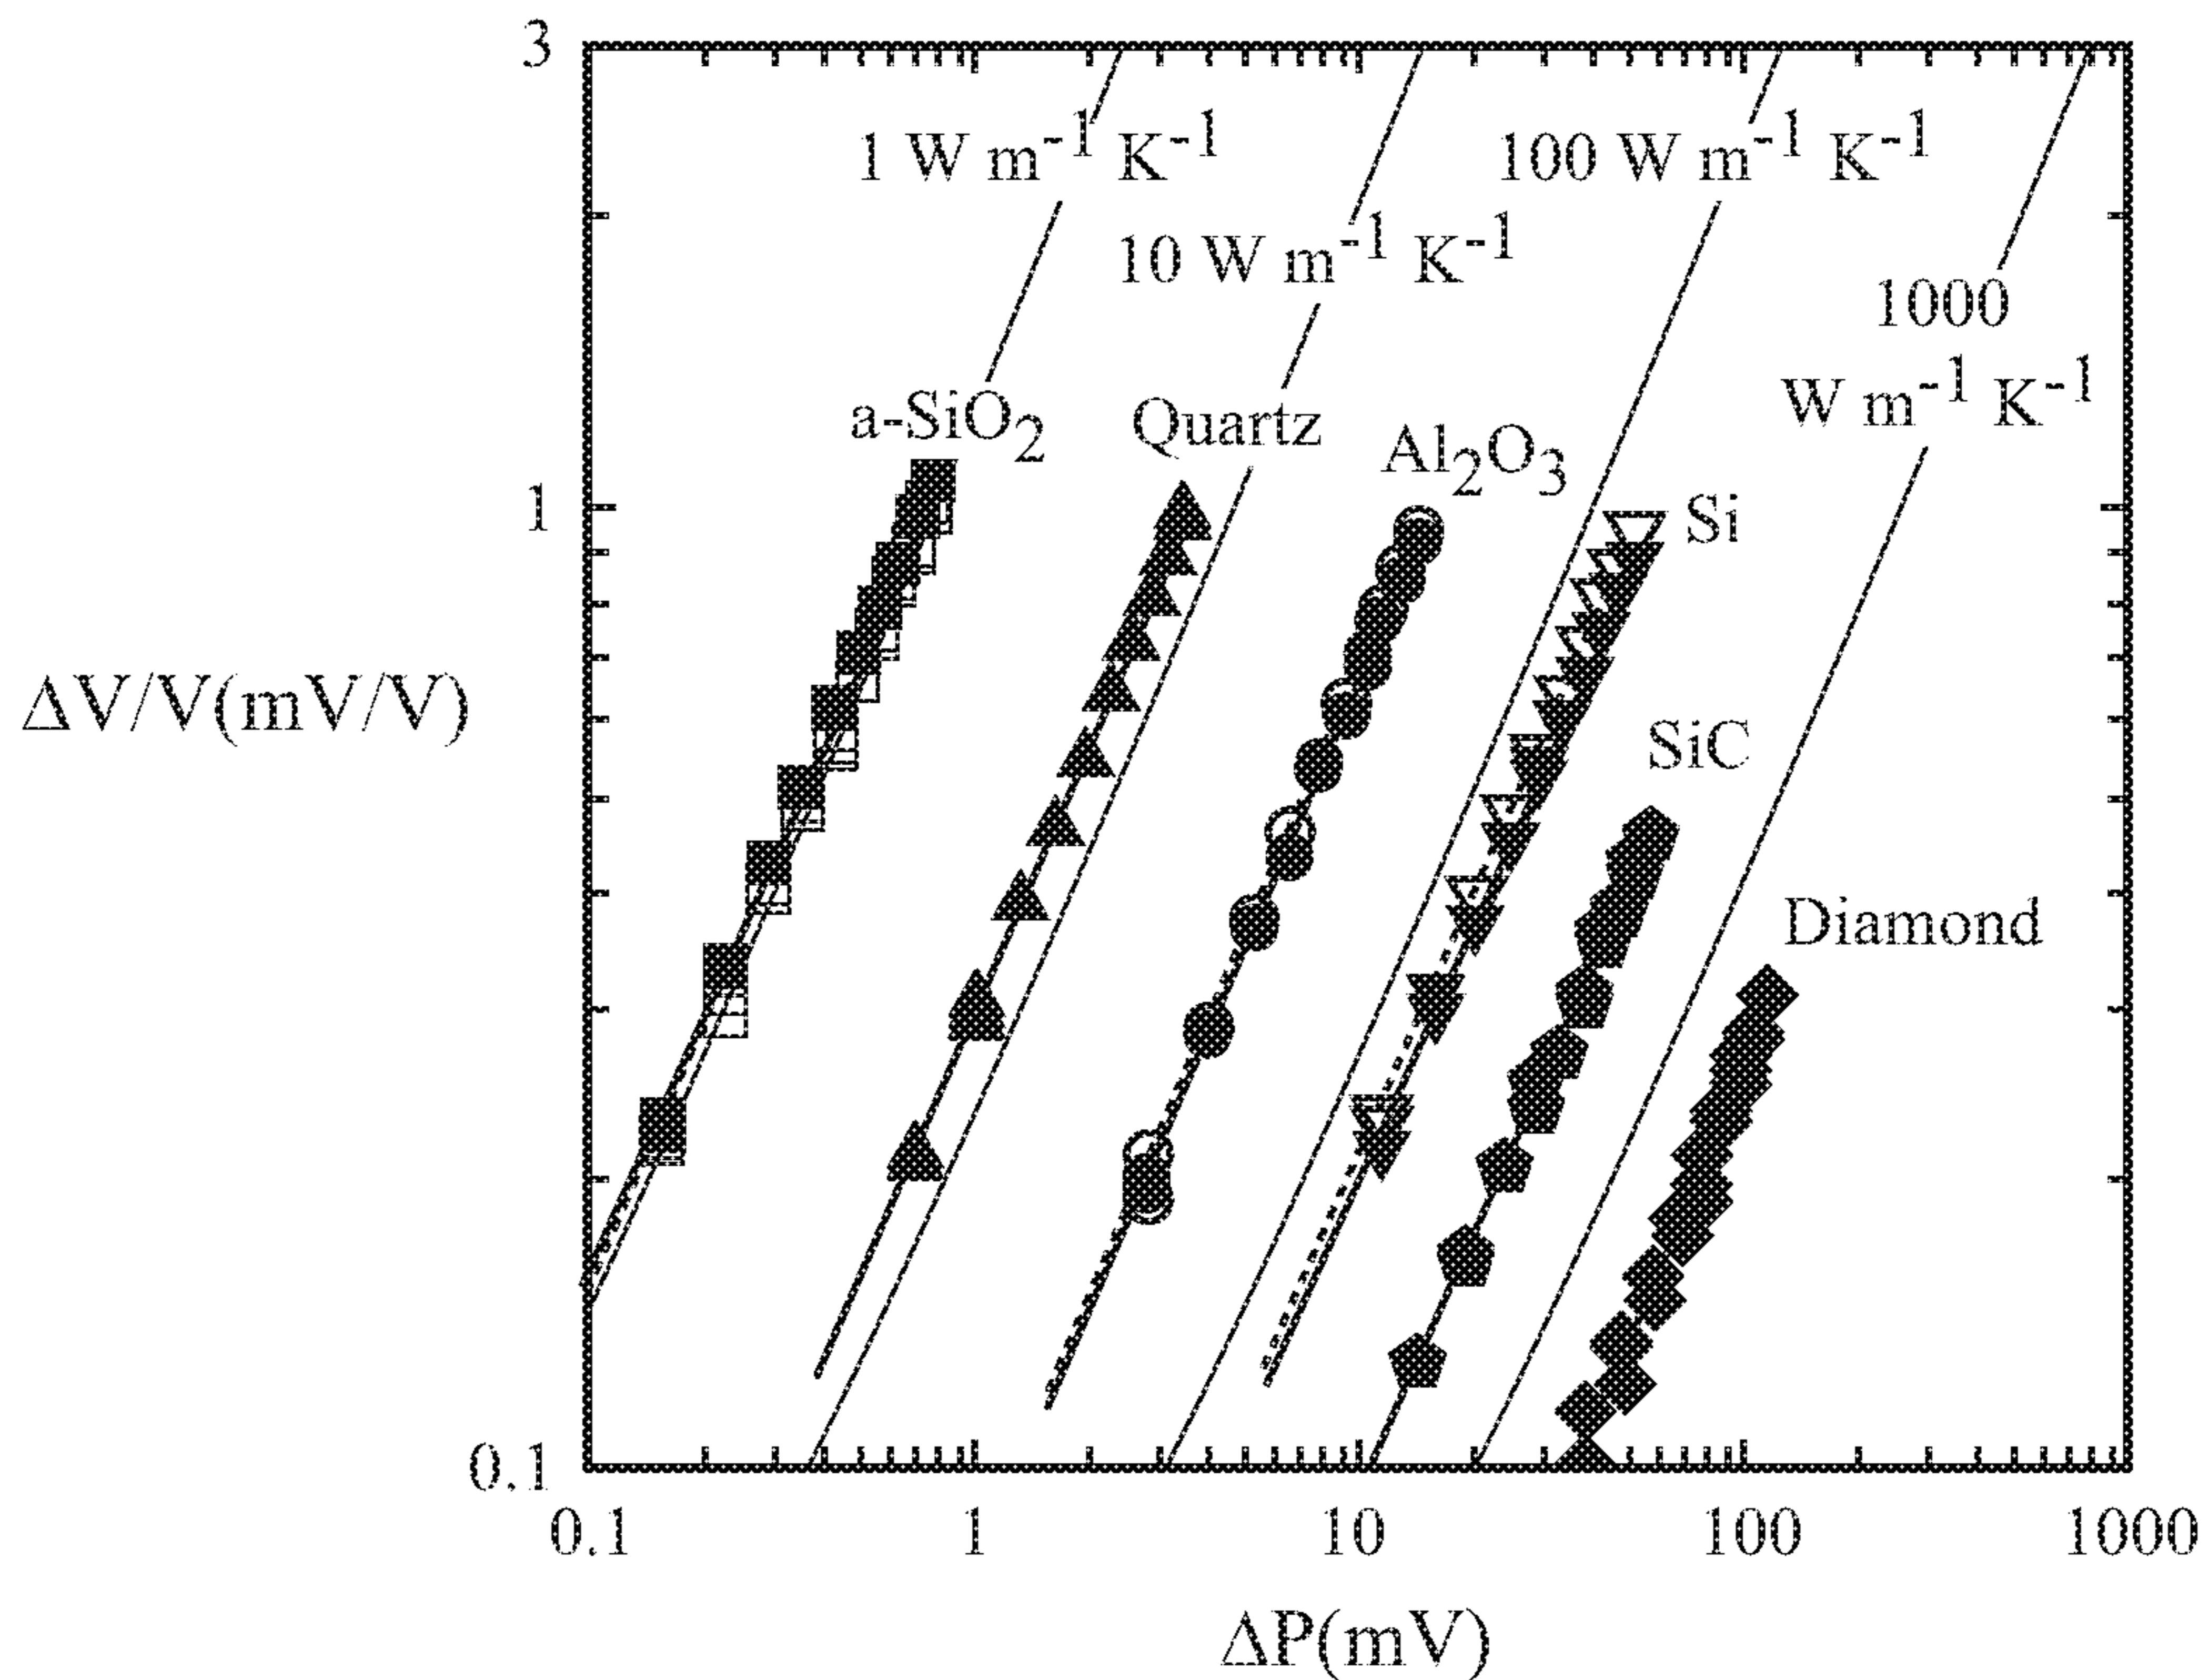 3
1 W m⁻¹ K⁻¹
100 W m⁻¹ K⁻¹
10 W m⁻¹ K⁻¹
1000
W m⁻¹ K⁻¹
a-SiO₂
Quartz
Al₂O₃
1
Si
ΔV/V(mV/V)
SiC
Diamond
0.1
0.1
1
10
100
1000
ΔP(mV)